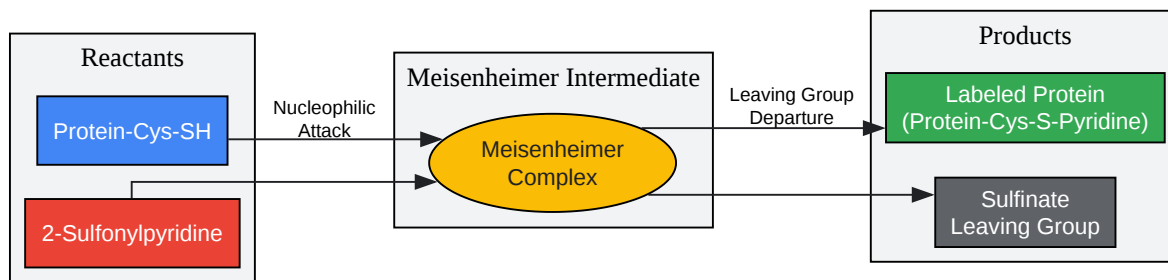 Reactants
Protein-Cys-SH
2-Sulfonylpyridine
Nucleophilic
Attack
Meisenheimer Intermediate
Meisenheimer
Complex
Leaving Group
Departure
Products
Labeled Protein
(Protein-Cys-S-Pyridine)
Sulfinate
Leaving Group